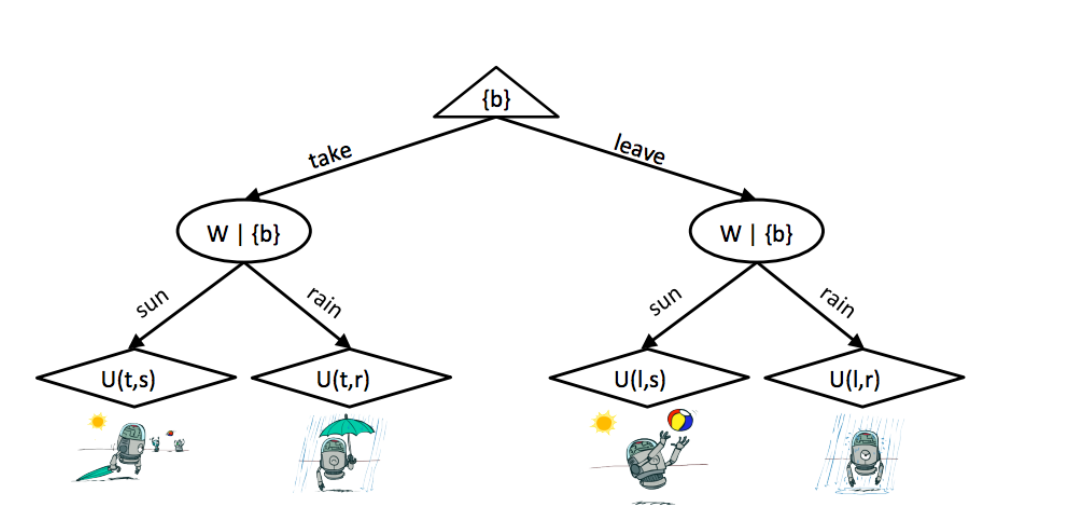 {b}
take
leave
W | {b}
W | {b}
sun
rain
sun
rain
U(t,s)
U(t,r)
U(l,s)
U(l,r)